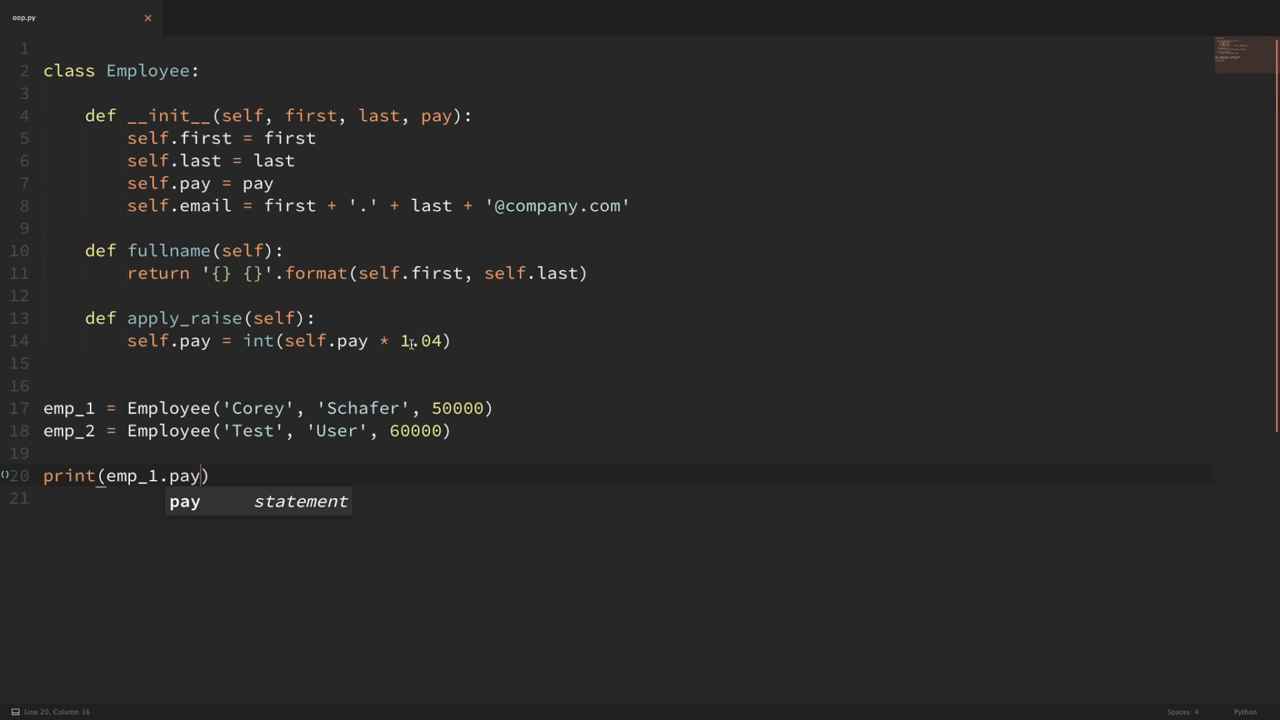 oop.py ×
1
2 class Employee:
3
4     def __init__(self, first, last, pay):
5         self.first = first
6         self.last = last
7         self.pay = pay
8         self.email = first + '.' + last + '@company.com'
9
10     def fullname(self):
11         return '{} {}'.format(self.first, self.last)
12
13     def apply_raise(self):
14         self.pay = int(self.pay * 1.04)
15
16
17 emp_1 = Employee('Corey', 'Schafer', 50000)
18 emp_2 = Employee('Test', 'User', 60000)
19
()20 print(emp_1.pay)
pay statement
21
Line 20, Column 16 Spaces: 4 Python